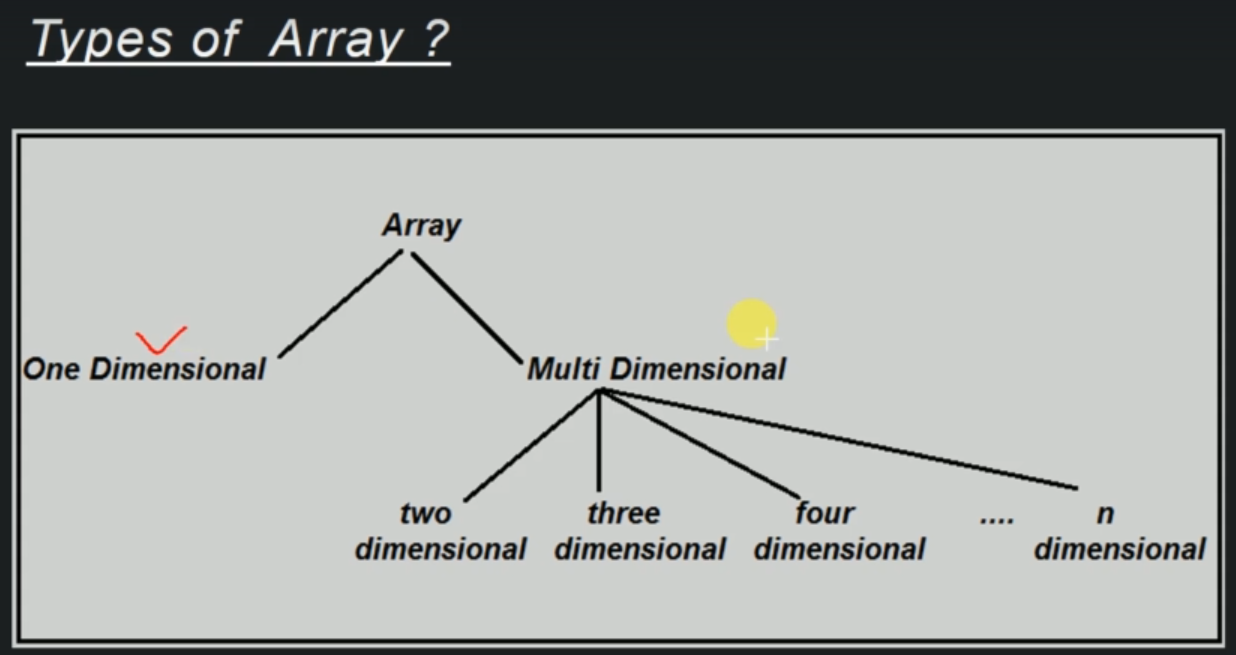 Types of Array ?
Array
One Dimensional
Multi Dimensional
two dimensional
three dimensional
four dimensional
....
n dimensional